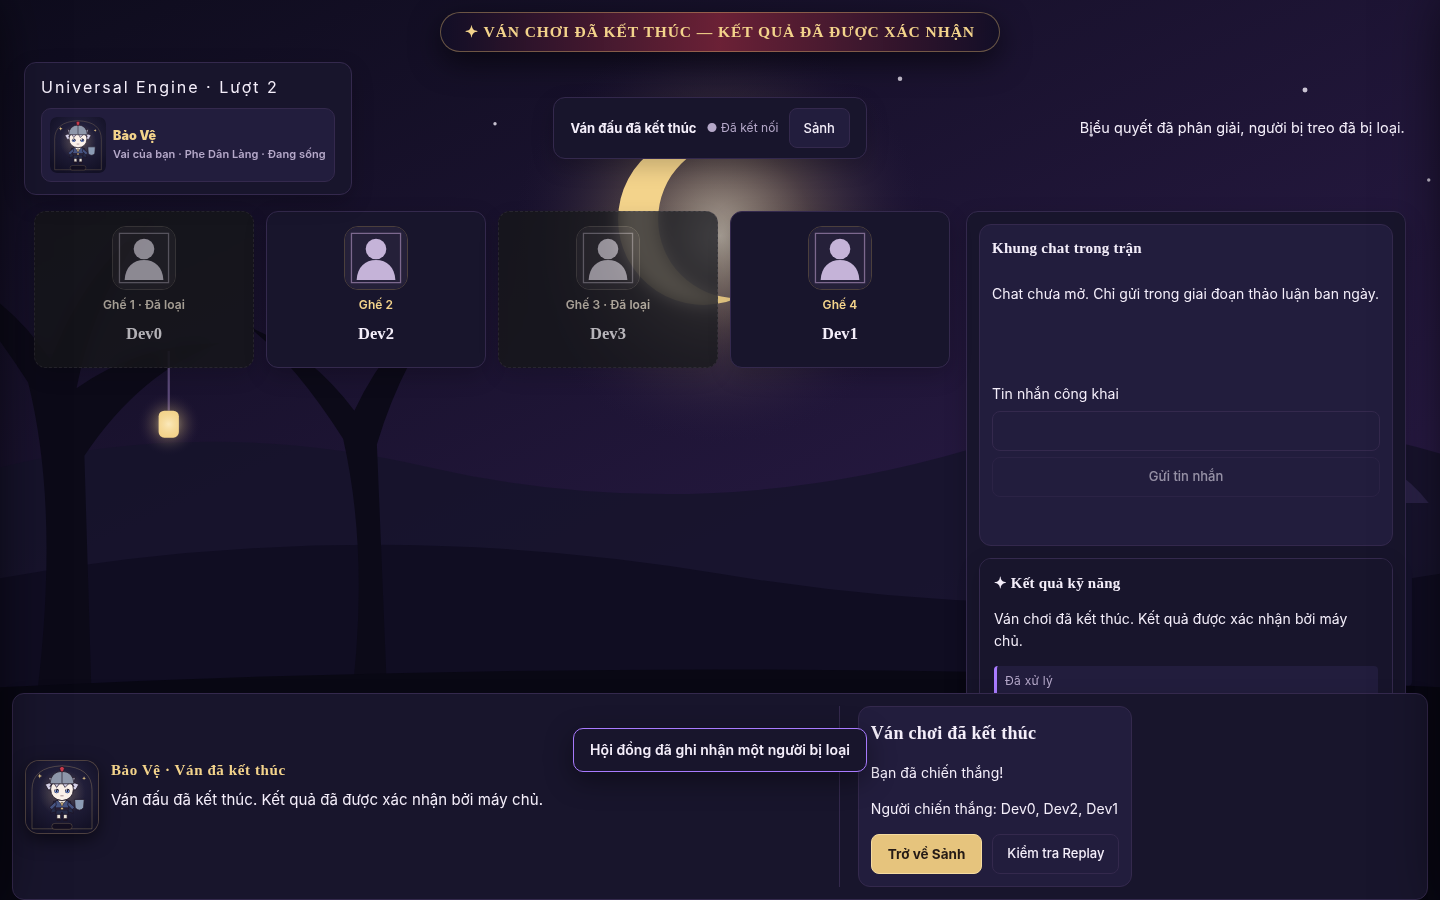 ✦ VÁN CHƠI ĐÃ KẾT THÚC — KẾT QUẢ ĐÃ ĐƯỢC XÁC NHẬN
Universal Engine · Lượt 2
Bảo Vệ
Vai của bạn · Phe Dân Làng · Đang sống
Ván đấu đã kết thúc
Đã kết nối
Sảnh
Biểu quyết đã phân giải, người bị treo đã bị loại.
Ghế 1 · Đã loại
Dev0
Ghế 2
Dev2
Ghế 3 · Đã loại
Dev3
Ghế 4
Dev1
Khung chat trong trận
Chat chưa mở. Chỉ gửi trong giai đoạn thảo luận ban ngày.
Tin nhắn công khai
Gửi tin nhắn
✦ Kết quả kỹ năng
Ván chơi đã kết thúc. Kết quả được xác nhận bởi máy
chủ.
Đã xử lý
Bảo Vệ · Ván đã kết thúc
Ván đấu đã kết thúc. Kết quả đã được xác nhận bởi máy chủ.
Hội đồng đã ghi nhận một người bị loại
Ván chơi đã kết thúc
Bạn đã chiến thắng!
Người chiến thắng: Dev0, Dev2, Dev1
Trở về Sảnh
Kiểm tra Replay